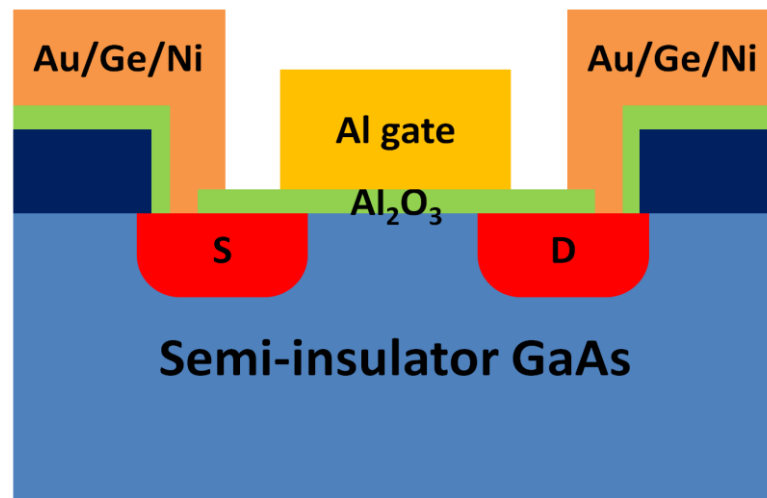 Au/Ge/Ni
Au/Ge/Ni
Al gate
Al₂O₃
S
D
Semi-insulator GaAs